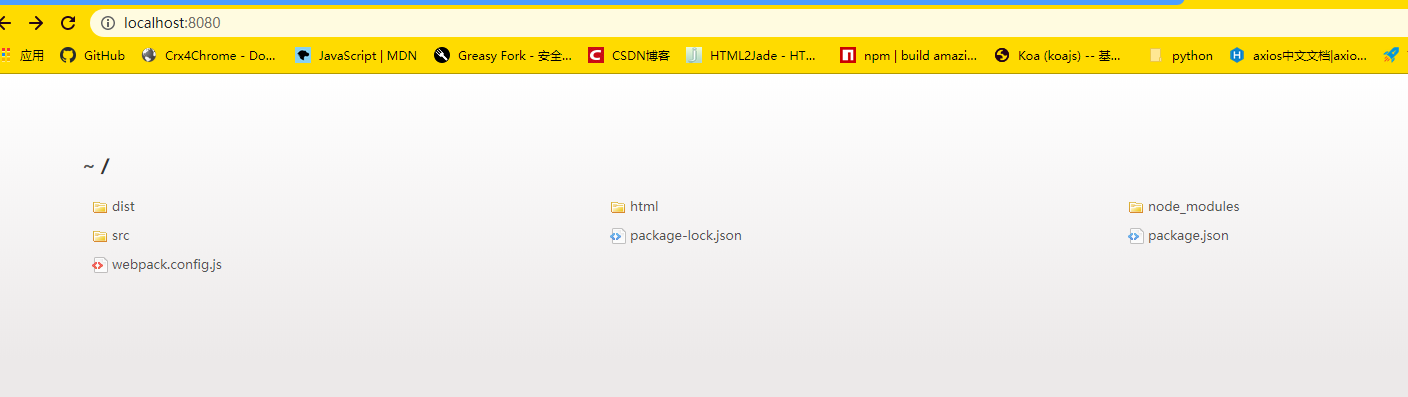 localhost:8080
应用 GitHub Crx4Chrome - Do... JavaScript | MDN Greasy Fork - 安全... CSDN博客 HTML2Jade - HT... npm | build amazi... Koa (koajs) -- 基... python axios中文文档|axio...
~ /
dist html node_modules
src package-lock.json package.json
webpack.config.js